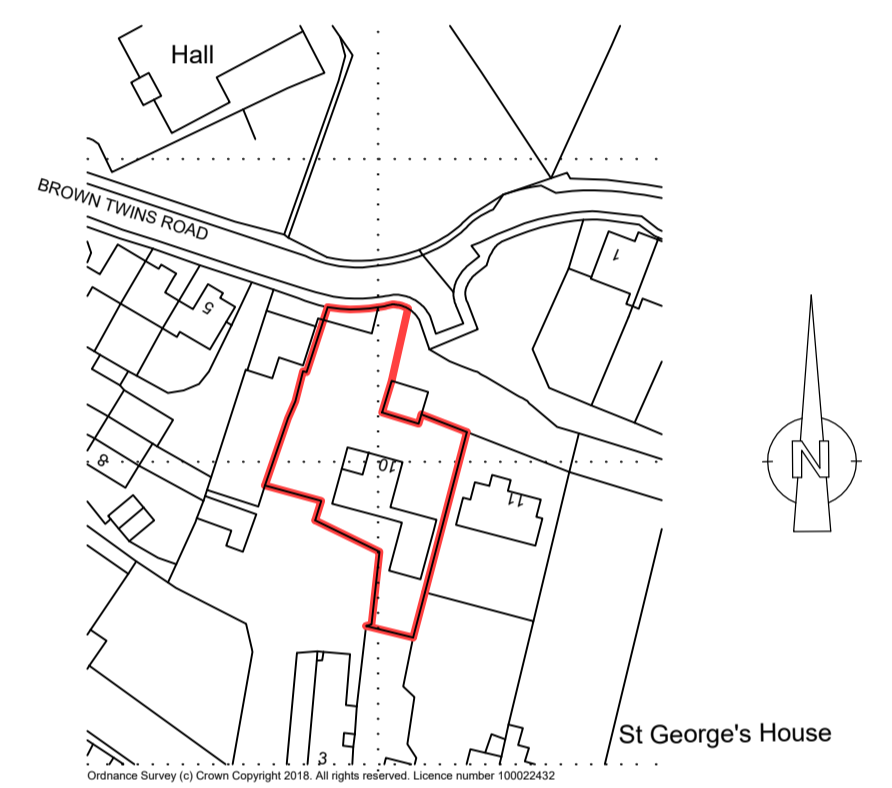 Hall
BROWN TWINS ROAD
1
5
8
10
11
N
St George's House
3
Ordnance Survey (c) Crown Copyright 2018. All rights reserved. Licence number 100022432